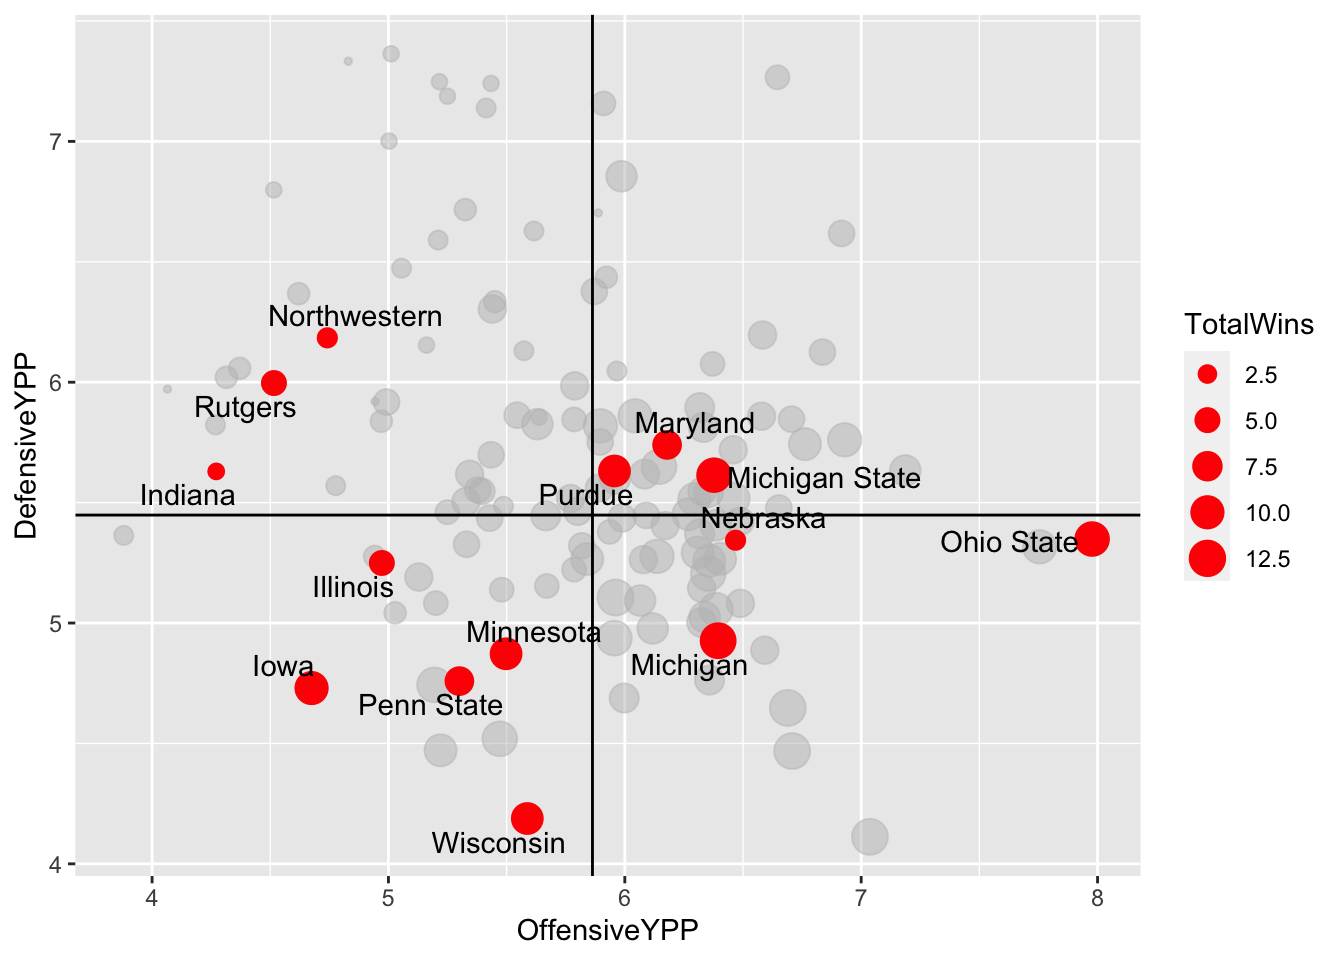 7
6
5
4
DefensiveYPP
Northwestern
Rutgers
Indiana
Maryland
Michigan State
Purdue
Nebraska
Ohio State
Illinois
Minnesota
Iowa
Michigan
Penn State
Wisconsin
4 5 6 7 8
OffensiveYPP
TotalWins
2.5
5.0
7.5
10.0
12.5